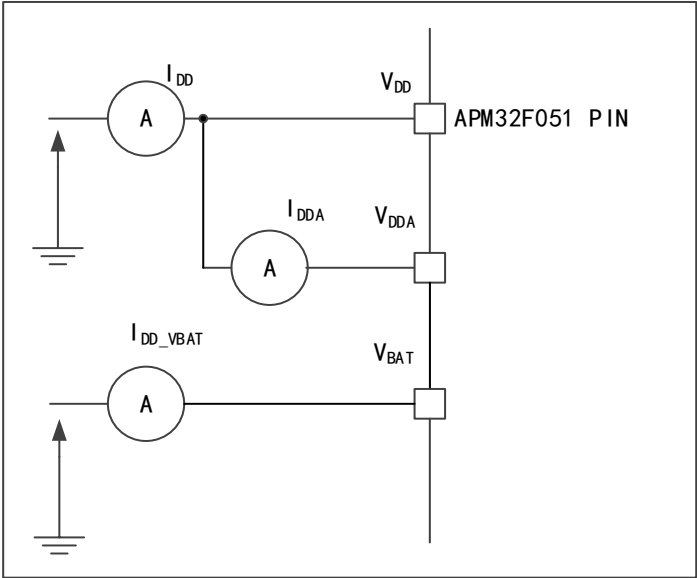 I_DD
V_DD
A
APM32F051 PIN
I_DDA
V_DDA
A
I_DD_VBAT
V_BAT
A